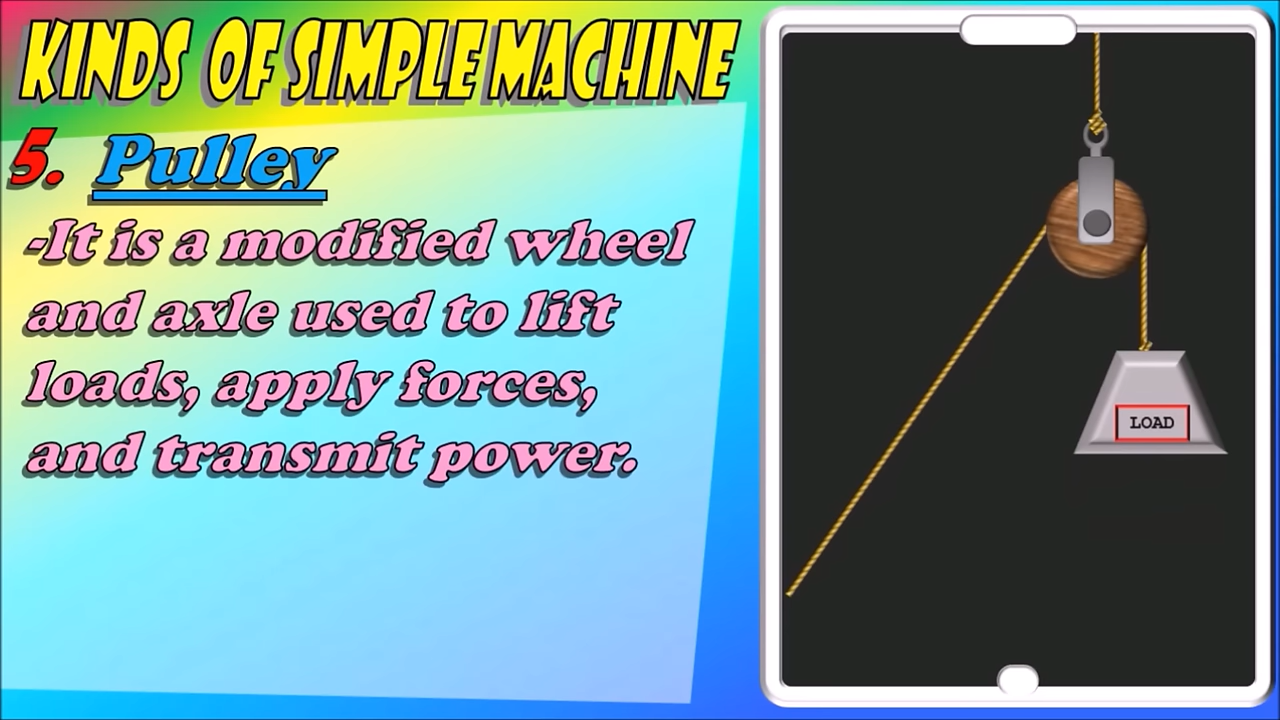 KINDS OF SIMPLE MACHINE
5. Pulley
-It is a modified wheel
and axle used to lift
loads, apply forces,
and transmit power.
LOAD